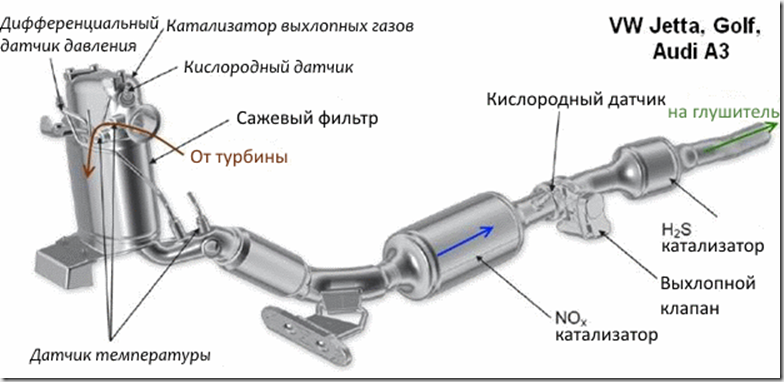 Дифференциальный
датчик давления
Катализатор выхлопных газов
VW Jetta, Golf,
Audi A3
Кислородный датчик
Кислородный датчик
на глушитель
Сажевый фильтр
От турбины
H2S
катализатор
Выхлопной
клапан
NOx
катализатор
Датчик температуры